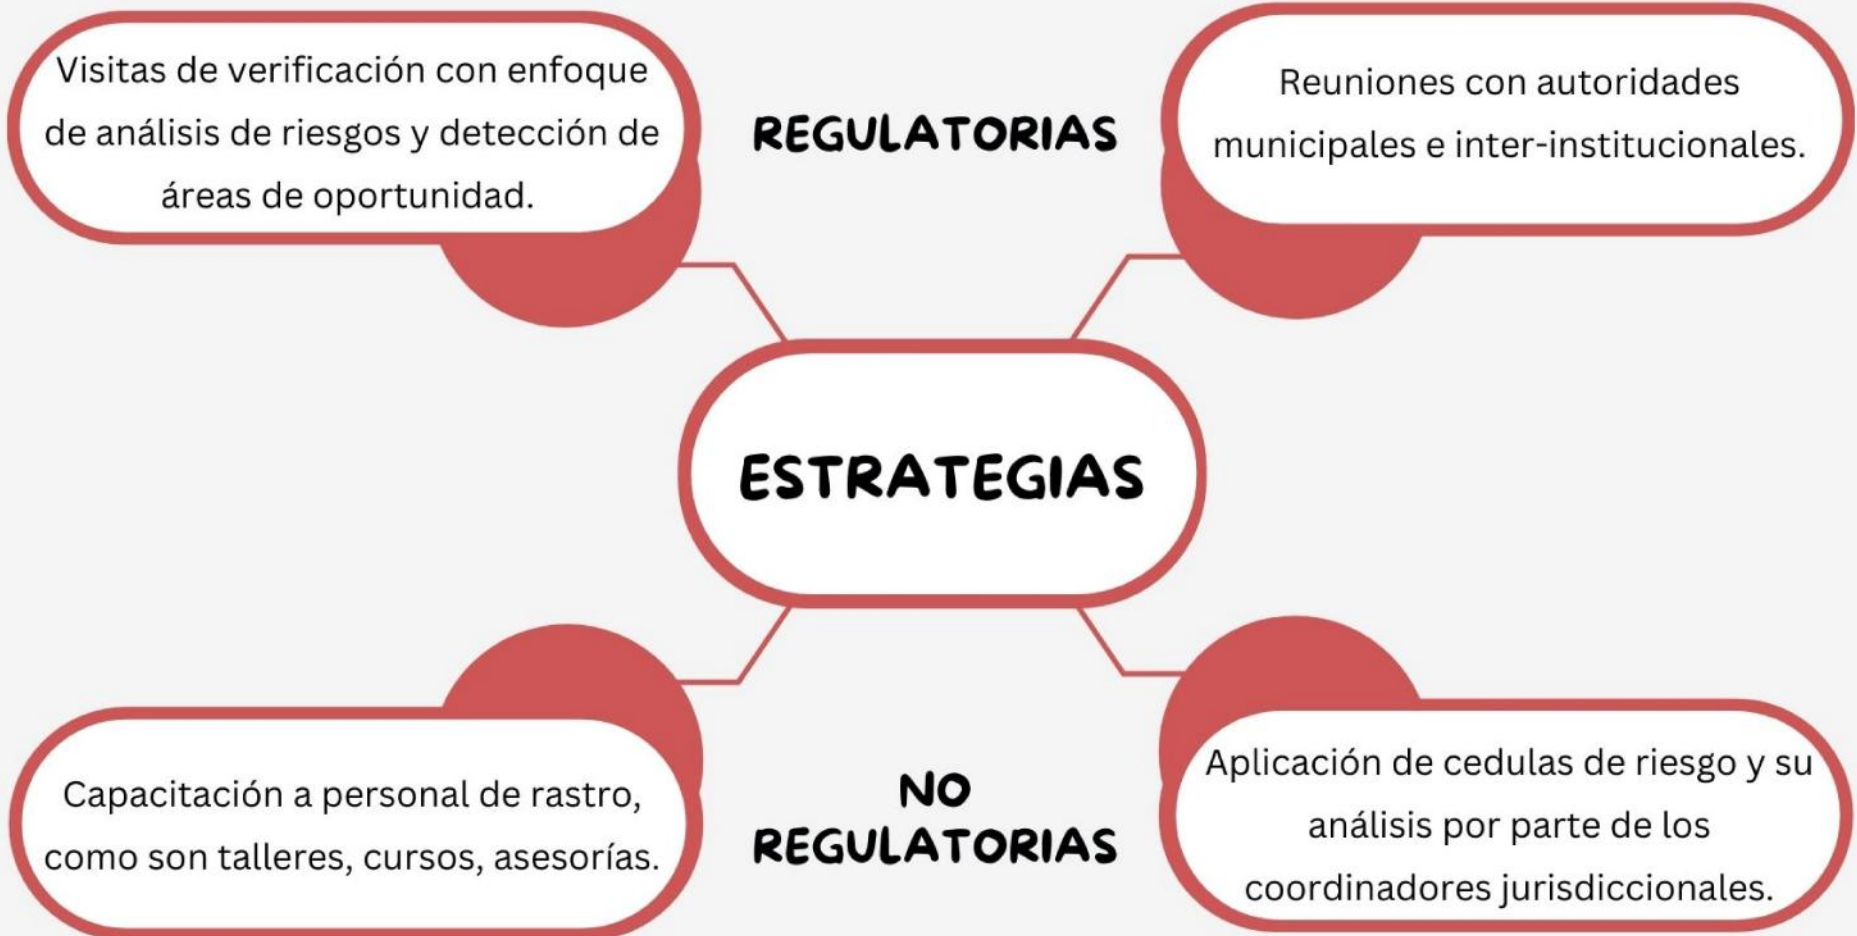 Visitas de verificación con enfoque
de análisis de riesgos y detección de
áreas de oportunidad.
REGULATORIAS
Reuniones con autoridades
municipales e inter-institucionales.
ESTRATEGIAS
Capacitación a personal de rastro,
como son talleres, cursos, asesorías.
NO
REGULATORIAS
Aplicación de cedulas de riesgo y su
análisis por parte de los
coordinadores jurisdiccionales.